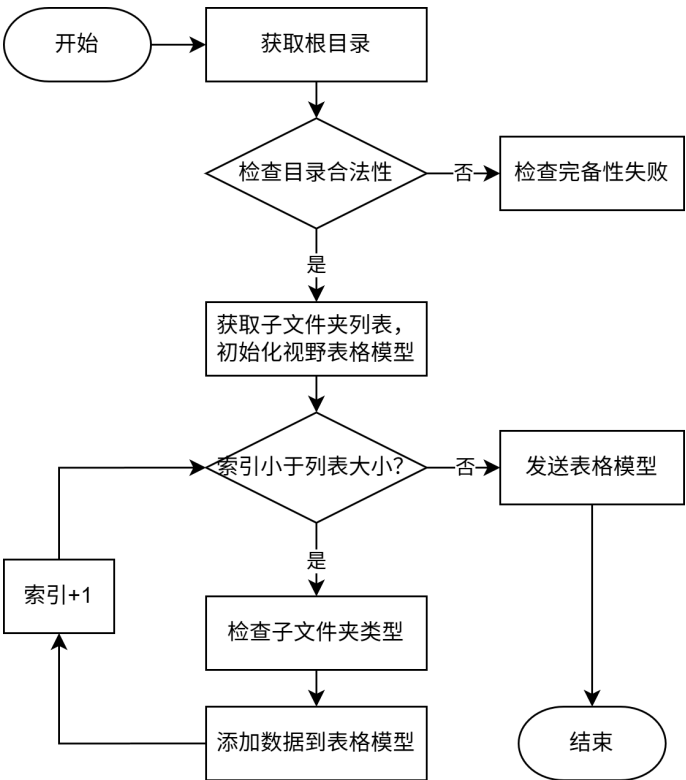 开始
获取根目录
检查目录合法性
否
检查完备性失败
是
获取子文件夹列表，
初始化视野表格模型
索引小于列表大小？
否
发送表格模型
是
索引+1
检查子文件夹类型
添加数据到表格模型
结束